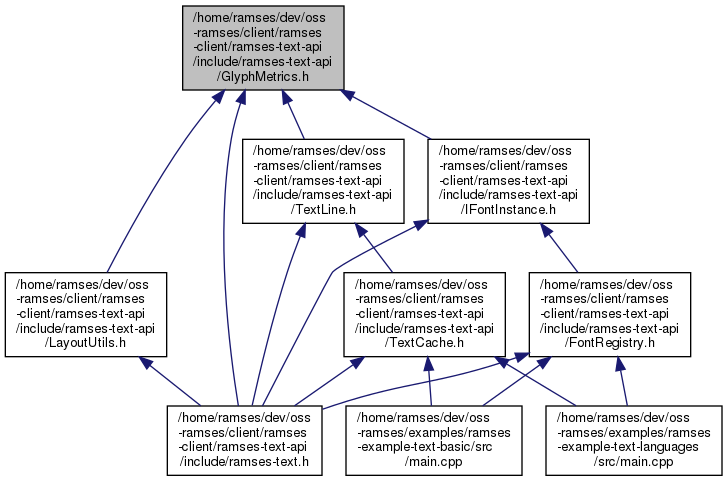 /home/ramses/dev/oss
-ramses/client/ramses
-client/ramses-text-api
/include/ramses-text-api
/GlyphMetrics.h
/home/ramses/dev/oss
-ramses/client/ramses
-client/ramses-text-api
/include/ramses-text-api
/TextLine.h
/home/ramses/dev/oss
-ramses/client/ramses
-client/ramses-text-api
/include/ramses-text-api
/IFontInstance.h
/home/ramses/dev/oss
-ramses/client/ramses
-client/ramses-text-api
/include/ramses-text-api
/LayoutUtils.h
/home/ramses/dev/oss
-ramses/client/ramses
-client/ramses-text-api
/include/ramses-text-api
/TextCache.h
/home/ramses/dev/oss
-ramses/client/ramses
-client/ramses-text-api
/include/ramses-text-api
/FontRegistry.h
/home/ramses/dev/oss
-ramses/client/ramses
-client/ramses-text-api
/include/ramses-text.h
/home/ramses/dev/oss
-ramses/examples/ramses
-example-text-basic/src
/main.cpp
/home/ramses/dev/oss
-ramses/examples/ramses
-example-text-languages
/src/main.cpp